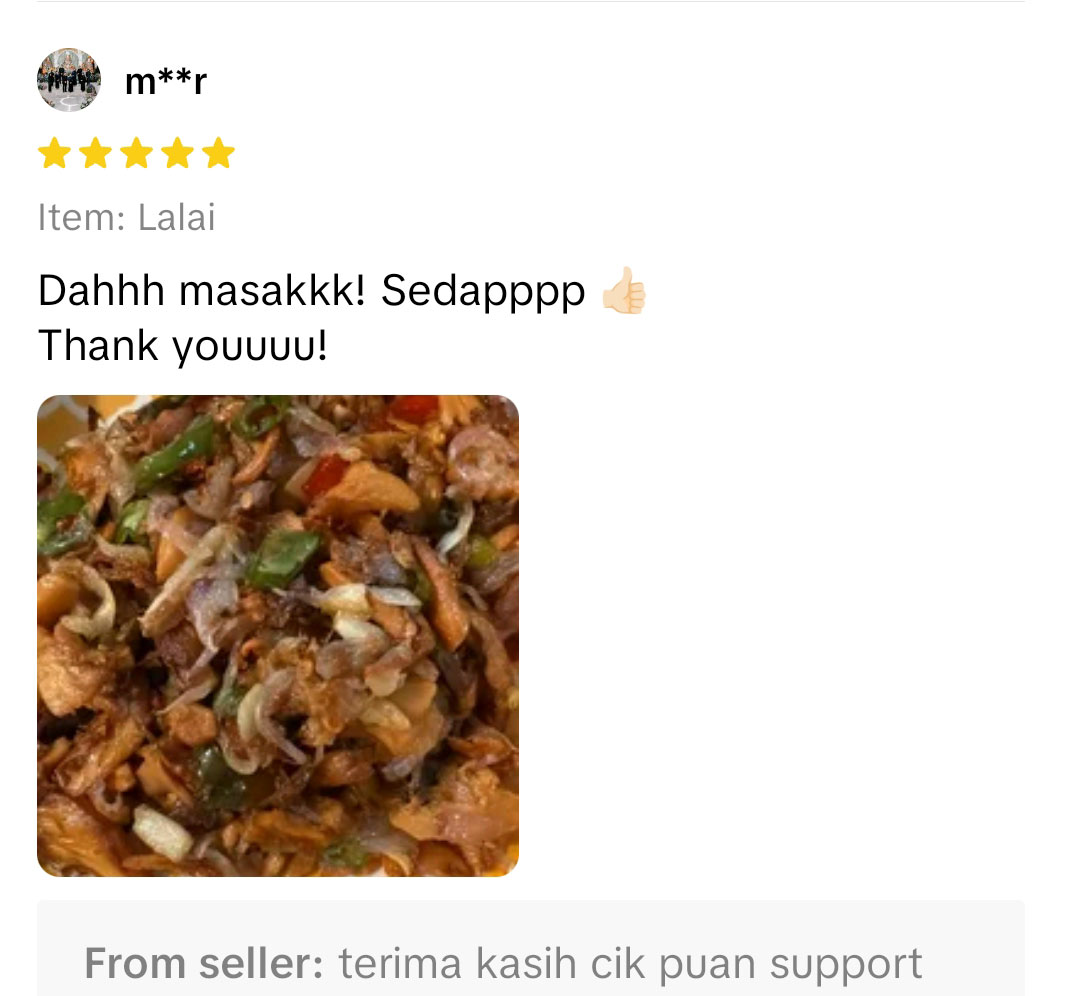 m**r
Item: Lalai
Dahhh masakkk! Sedapppp 👍🏻
Thank youuuu!
From seller: terima kasih cik puan support